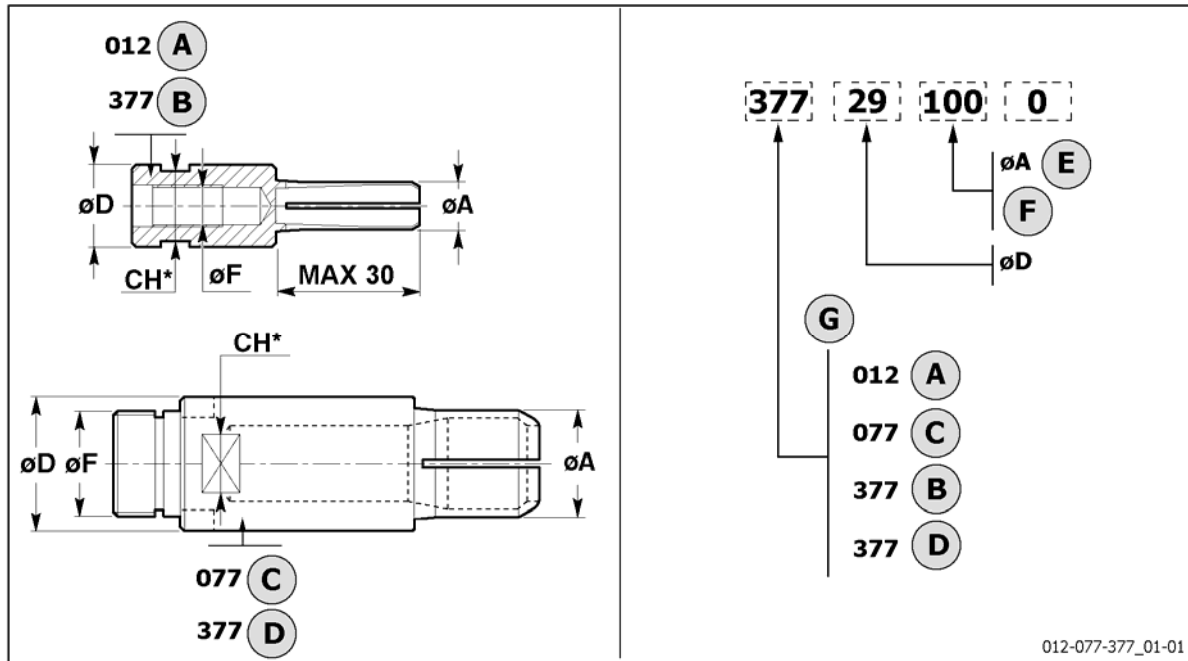 012 A
377 B
øD
øA
CH*
øF
MAX 30
CH*
øD
øF
øA
077 C
377 D
377 29 100 0
øA E
F
øD
G
012 A
077 C
377 B
377 D
012-077-377_01-01